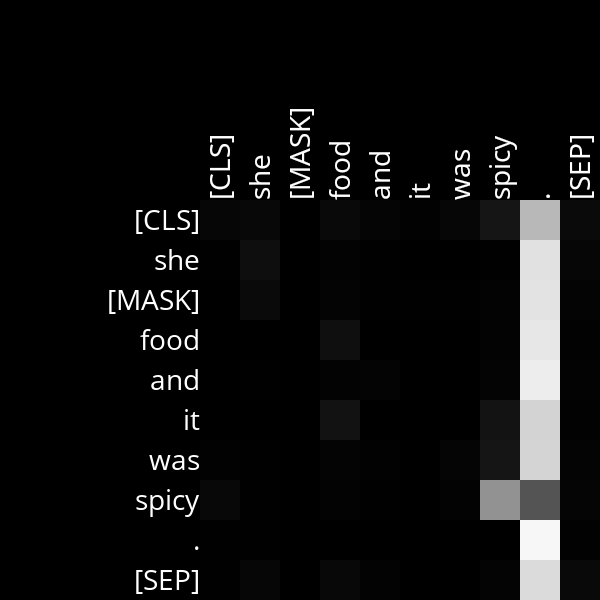 [CLS] she [MASK] food and it was spicy . [SEP]
[CLS]
she
[MASK]
food
and
it
was
spicy
.
[SEP]